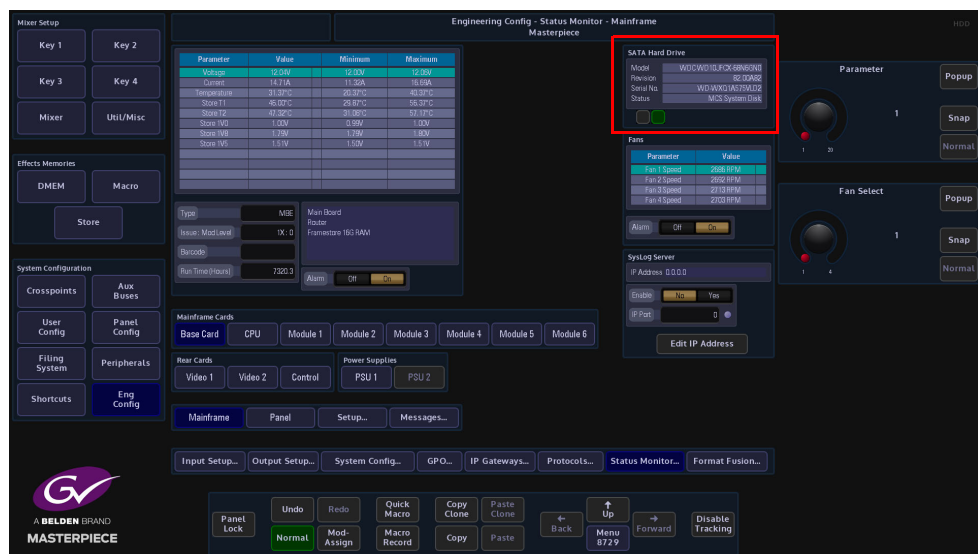 Mixer Setup
Key 1
Key 2
Key 3
Key 4
Mixer
Util/Misc
Effects Memories
DMEM
Macro
Store
System Configuration
Crosspoints
Aux Buses
User Config
Panel Config
Filing System
Peripherals
Shortcuts
Eng Config
GV
A BELDEN BRAND
MASTERPIECE
Engineering Config - Status Monitor - Mainframe
Masterpiece
HDD
Parameter Value Minimum Maximum
Voltage 12.04V 12.00V 12.06V
Current 14.71A 11.32A 16.69A
Temperature 31.37°C 20.37°C 40.37°C
Store T1 46.00°C 29.87°C 56.37°C
Store T2 47.32°C 31.06°C 57.17°C
Store 1V0 1.00V 0.99V 1.00V
Store 1V8 1.79V 1.79V 1.80V
Store 1V5 1.51V 1.50V 1.51V
Type MBE
Issue : Mod Level 1X : 0
Barcode
Run Time (Hours) 7320.3
Main Board
Router
Framestore 16G RAM
Alarm Off On
Mainframe Cards
Base Card CPU Module 1 Module 2 Module 3 Module 4 Module 5 Module 6
Rear Cards
Video 1 Video 2 Control
Power Supplies
PSU 1 PSU 2
Mainframe Panel Setup... Messages...
Input Setup... Output Setup... System Config... GPO... IP Gateways... Protocols... Status Monitor... Format Fusion...
SATA Hard Drive
Model WDC WD10JFCX-68N6GN0
Revision 82.00A82
Serial No. WD-WXQ1A575VLD2
Status MCS System Disk
Fans
Parameter Value
Fan 1 Speed 2686 RPM
Fan 2 Speed 2692 RPM
Fan 3 Speed 2713 RPM
Fan 4 Speed 2703 RPM
Alarm Off On
SysLog Server
IP Address 0.0.0.0
Enable No Yes
IP Port 0
Edit IP Address
Parameter
1
1 20
Popup
Snap
Normal
Fan Select
1
1 4
Popup
Snap
Normal
Panel Lock
Undo
Redo
Normal
Mod-Assign
Quick Macro
Macro Record
Copy Clone
Paste Clone
Copy
Paste
← Back
↑ Up
Menu 8729
→ Forward
Disable Tracking